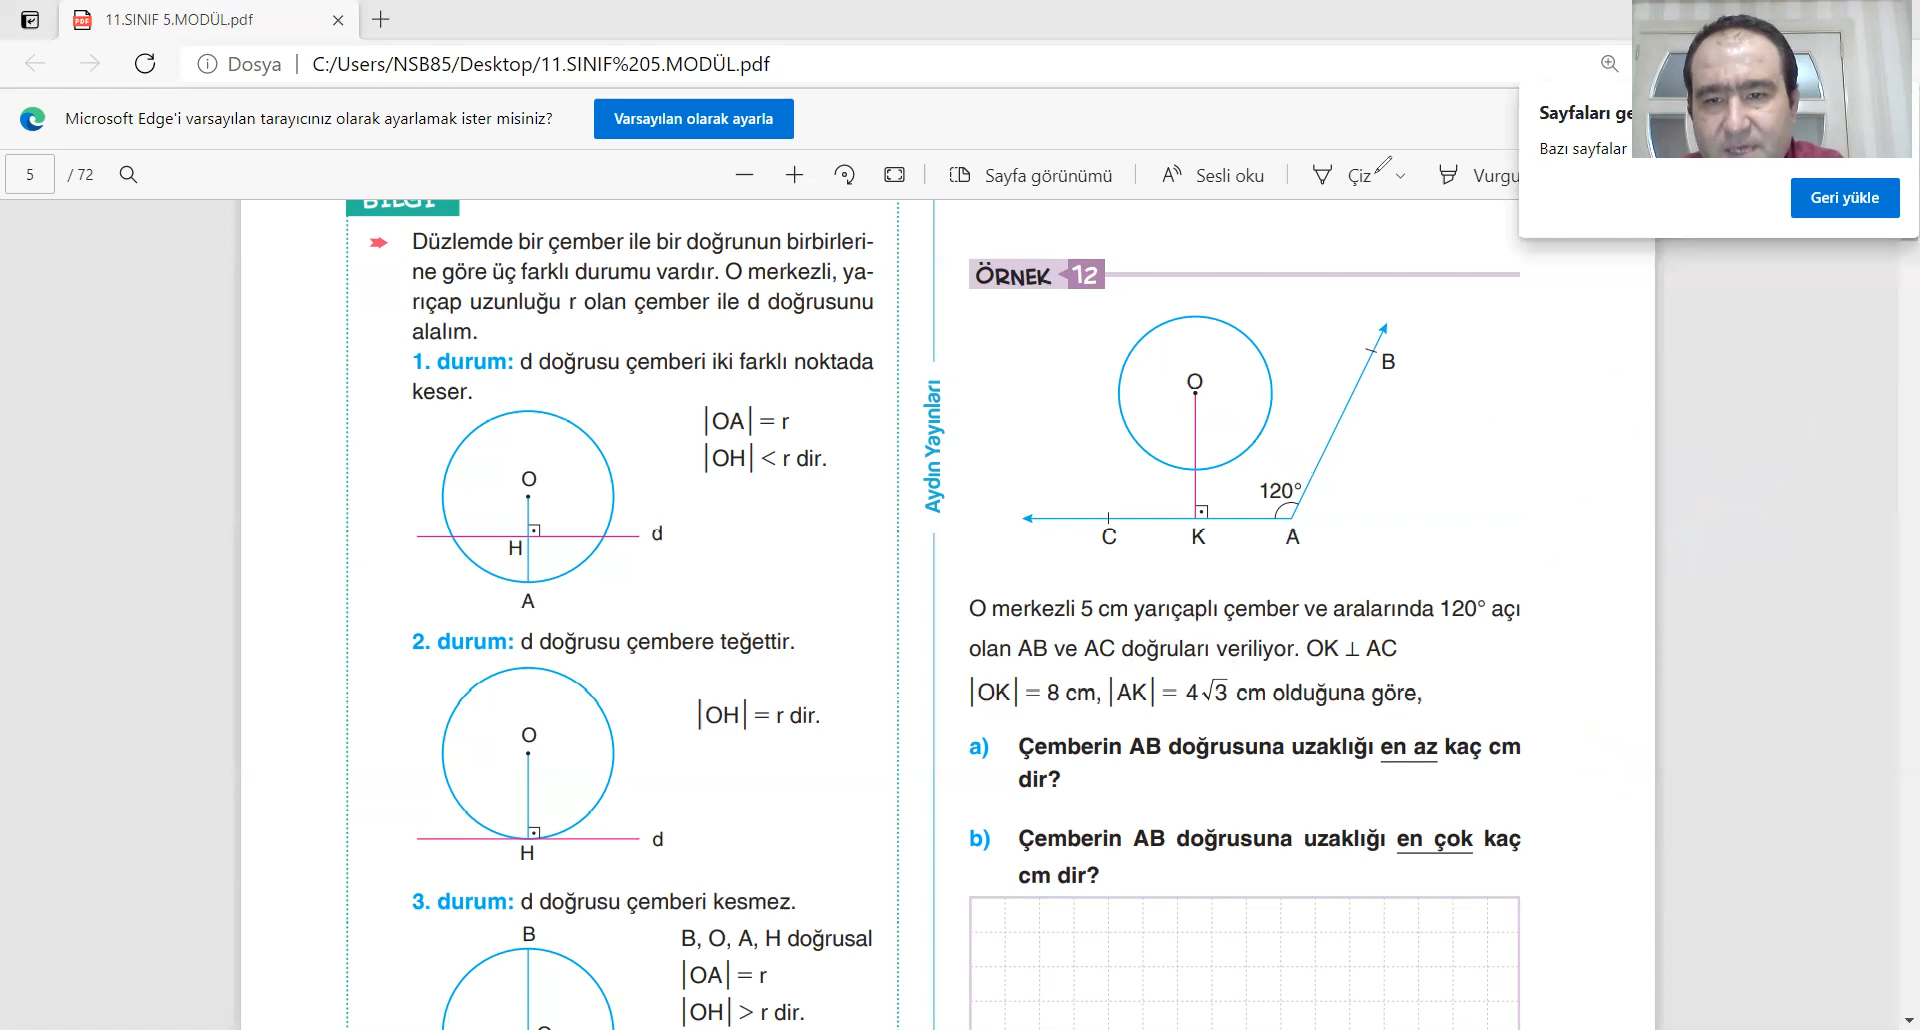 11.SINIF 5.MODÜL.pdf
Dosya | C:/Users/NSB85/Desktop/11.SINIF%205.MODÜL.pdf
Microsoft Edge'i varsayılan tarayıcınız olarak ayarlamak ister misiniz?
Varsayılan olarak ayarla
Sayfaları ge
Bazı sayfalar
Geri yükle
5 / 72
Sayfa görünümü
Sesli oku
Çiz
Vurgu
BİLGİ
Düzlemde bir çember ile bir doğrunun birbirleri-
ne göre üç farklı durumu vardır. O merkezli, ya-
rıçap uzunluğu r olan çember ile d doğrusunu
alalım.
1. durum: d doğrusu çemberi iki farklı noktada
keser.
|OA| = r
|OH| < r dir.
O
H
d
A
2. durum: d doğrusu çembere teğettir.
|OH| = r dir.
O
d
H
3. durum: d doğrusu çemberi kesmez.
B
B, O, A, H doğrusal
|OA| = r
|OH| > r dir.
Aydın Yayınları
ÖRNEK 12
O
B
120°
C K A
O merkezli 5 cm yarıçaplı çember ve aralarında 120° açı
olan AB ve AC doğruları veriliyor. OK ⊥ AC
|OK| = 8 cm, |AK| = 4√3 cm olduğuna göre,
a) Çemberin AB doğrusuna uzaklığı en az kaç cm
dir?
b) Çemberin AB doğrusuna uzaklığı en çok kaç
cm dir?